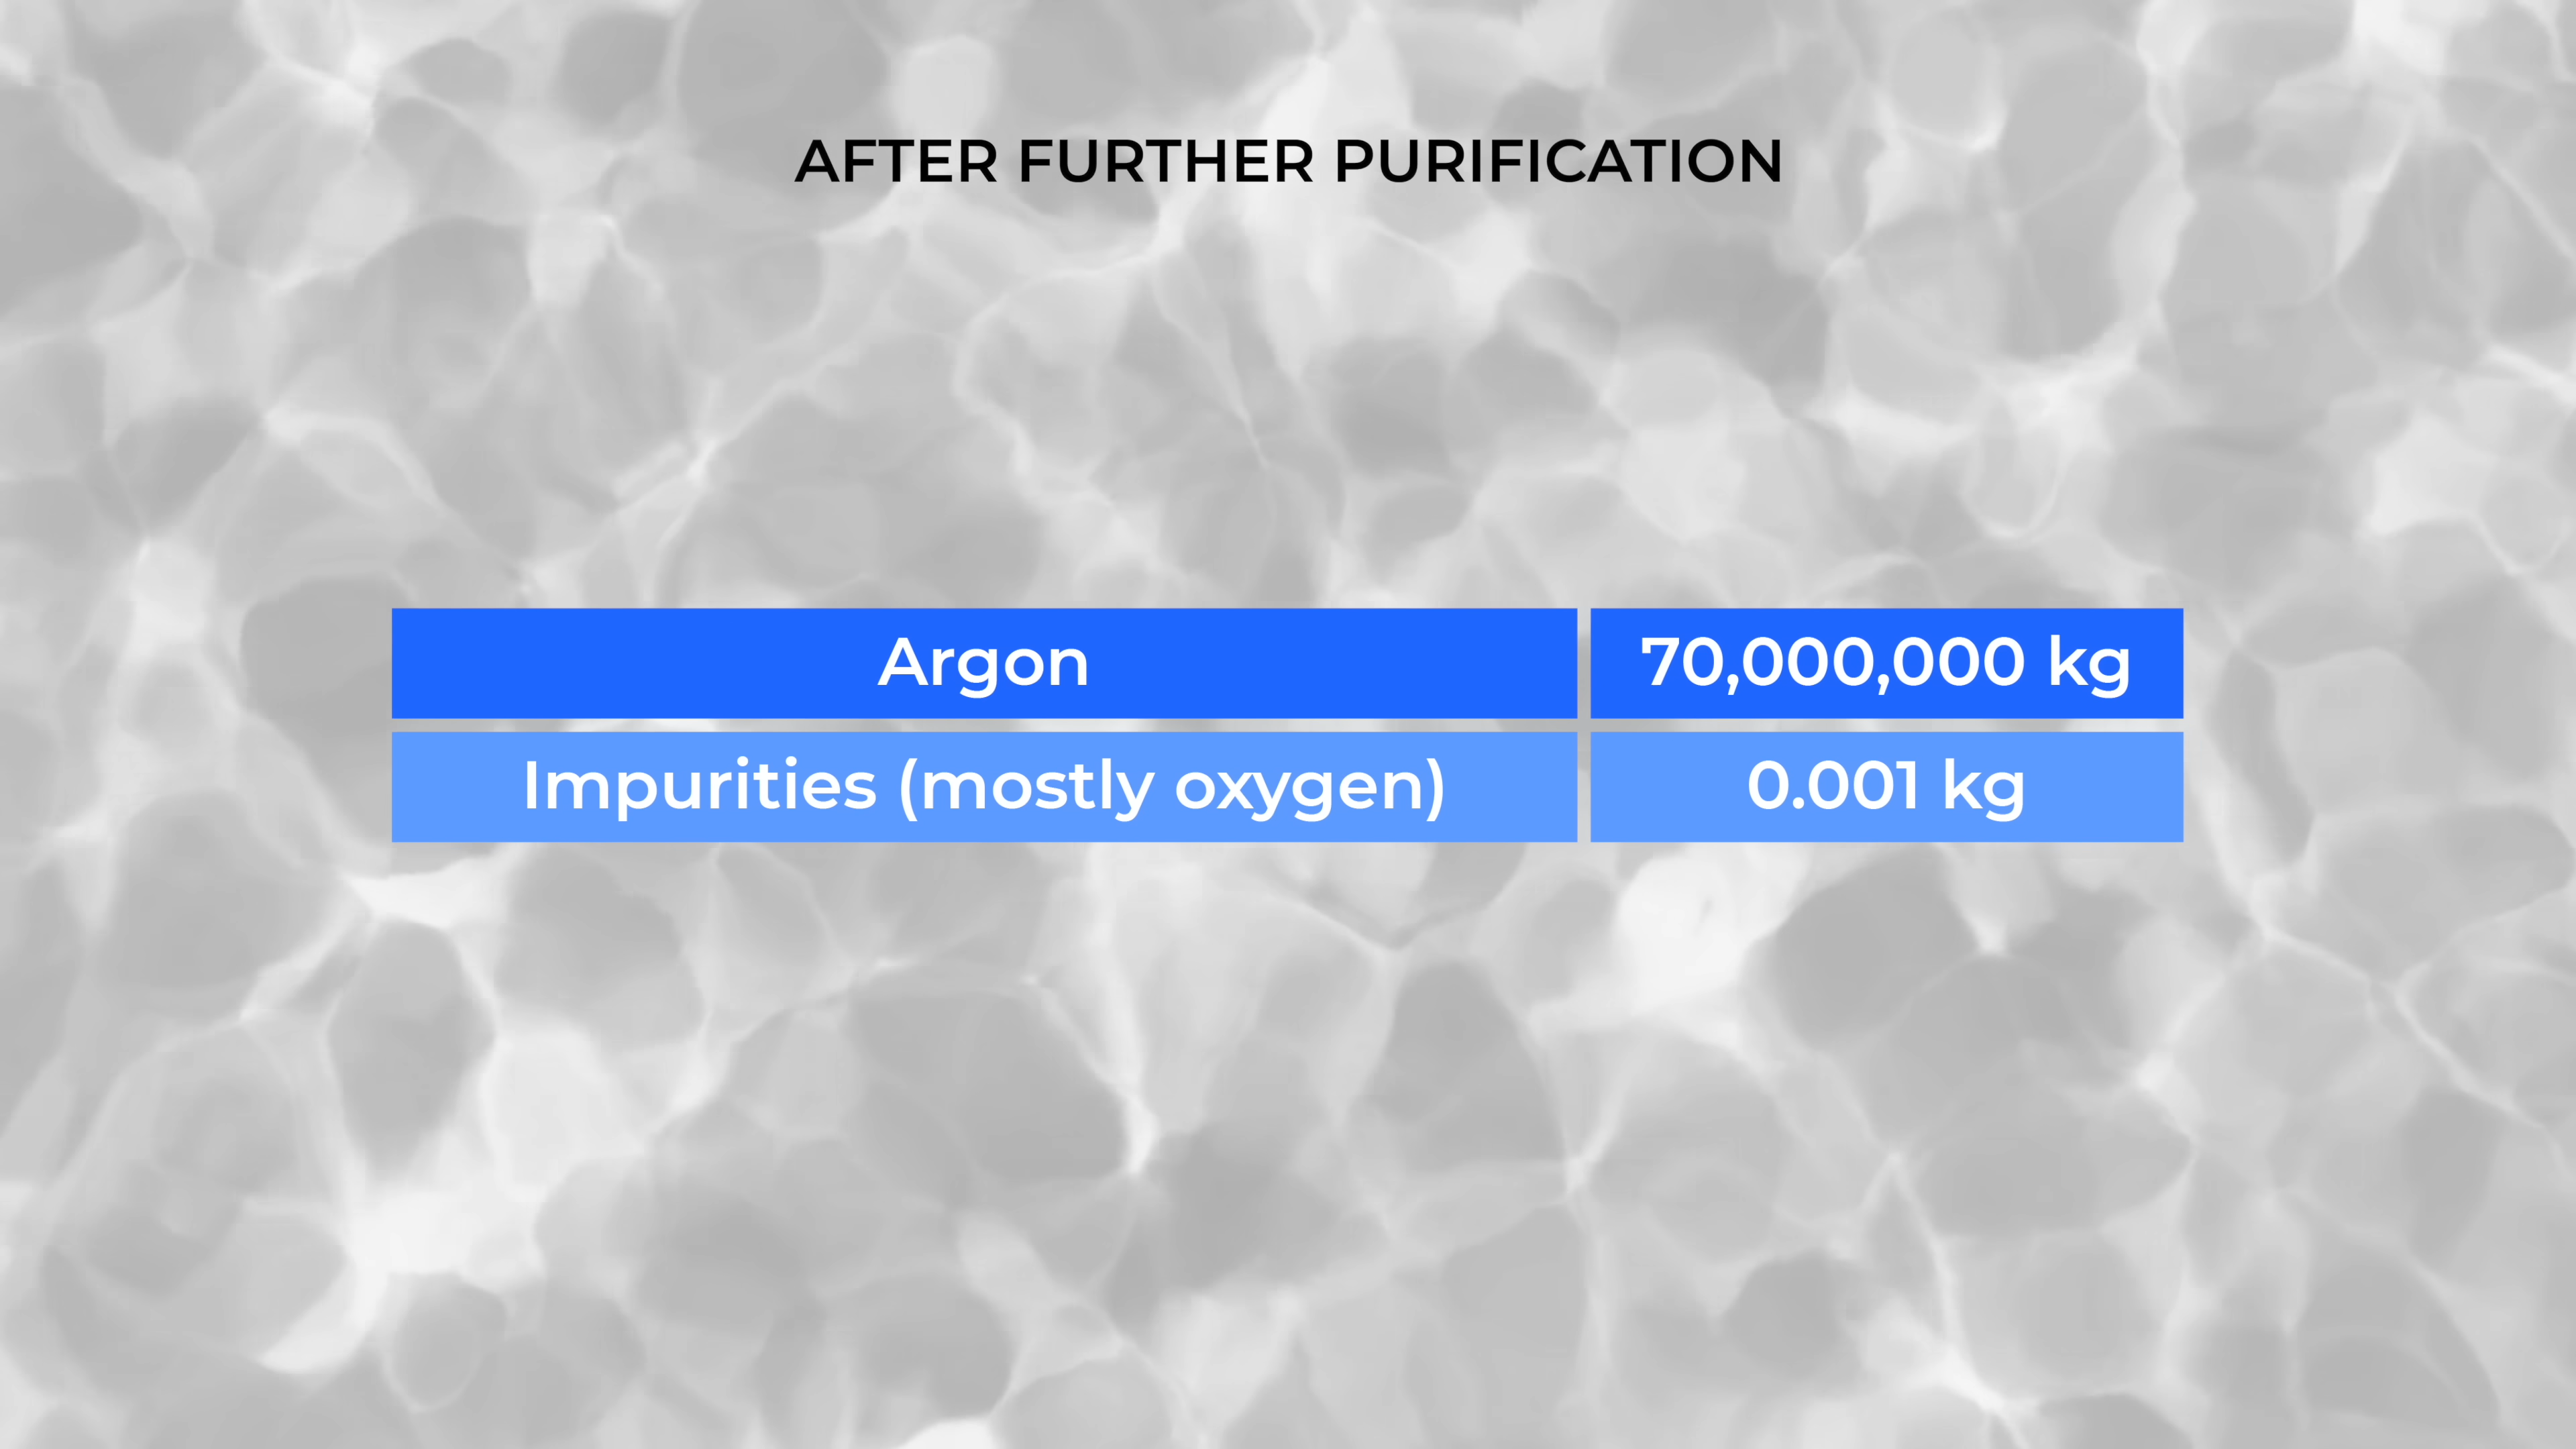 AFTER FURTHER PURIFICATION
Argon 70,000,000 kg
Impurities (mostly oxygen) 0.001 kg